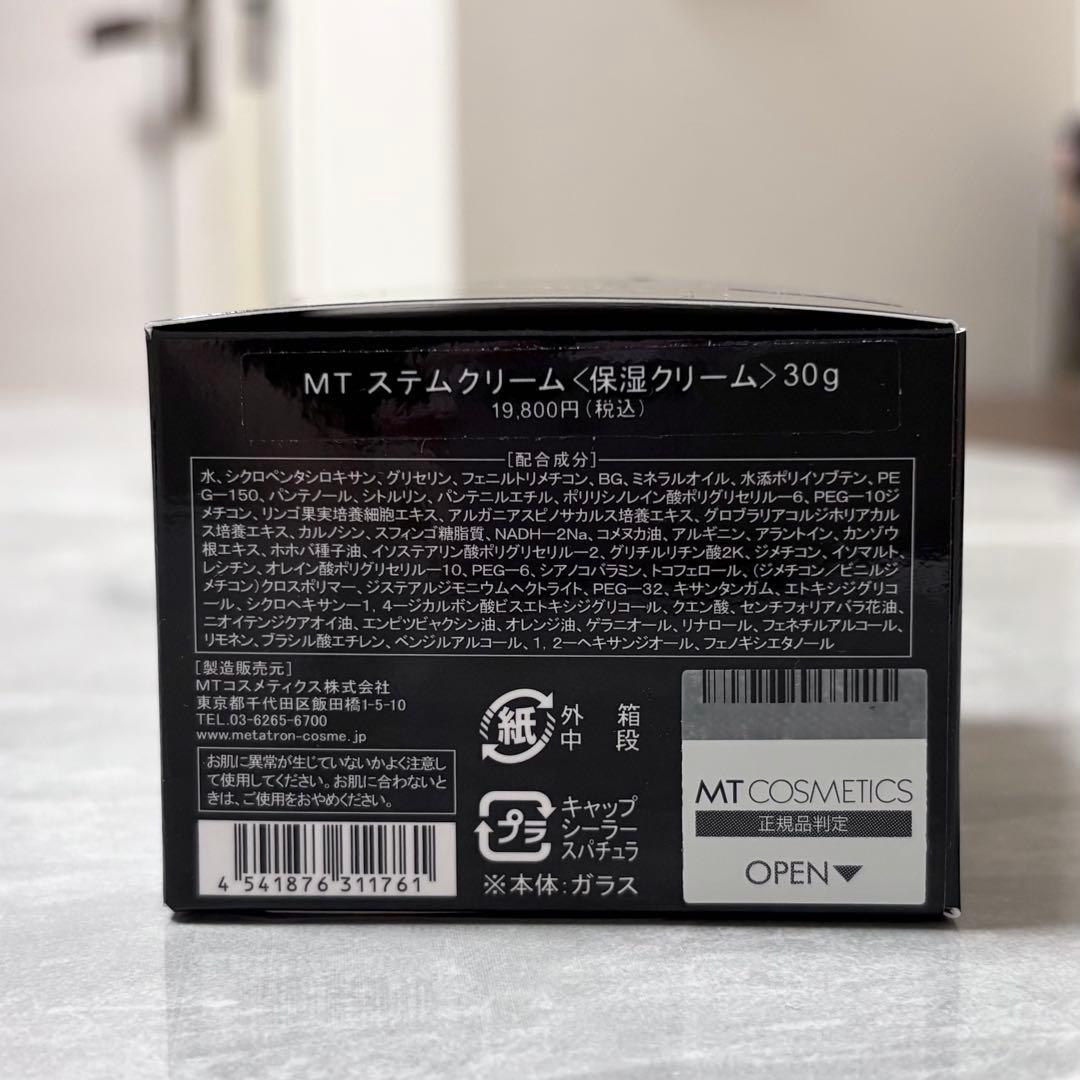 MT ステムクリーム〈保湿クリーム〉30g
19,800円(税込)
[配合成分]
水、シクロペンタシロキサン、グリセリン、フェニルトリメチコン、BG、ミネラルオイル、水添ポリイソブテン、PE
G-150、パンテノール、シトルリン、パンテニルエチル、ポリリシノレイン酸ポリグリセリル-6、PEG-10ジ
メチコン、リンゴ果実培養細胞エキス、アルガニアスピノサカルス培養エキス、グロブラリアコルジホリアカル
ス培養エキス、カルノシン、スフィンゴ糖脂質、NADH-2Na、コメヌカ油、アルギニン、アラントイン、カンゾウ
根エキス、ホホバ種子油、イソステアリン酸ポリグリセリル-2、グリチルリチン酸2K、ジメチコン、イソマルト、
レシチン、オレイン酸ポリグリセリル-10、PEG-6、シアノコバラミン、トコフェロール、(ジメチコン/ビニルジ
メチコン)クロスポリマー、ジステアルジモニウムヘクトライト、PEG-32、キサンタンガム、エトキシジグリコ
ール、シクロヘキサン-1,4-ジカルボン酸ビスエトキシジグリコール、クエン酸、センチフォリアバラ花油、
ニオイテンジクアオイ油、エンピツビャクシン油、オレンジ油、ゲラニオール、リナロール、フェネチルアルコール、
リモネン、ブラシル酸エチレン、ベンジルアルコール、1,2-ヘキサンジオール、フェノキシエタノール
[製造販売元]
MTコスメティクス株式会社
東京都千代田区飯田橋1-5-10
TEL.03-6265-6700
www.metatron-cosme.jp
お肌に異常が生じていないかよく注意し
て使用してください。お肌に合わないと
きは、ご使用をおやめください。
4 541876 311761
紙
外箱
中段
プラ
キャップ
シーラー
スパチュラ
※本体:ガラス
MT COSMETICS
正規品判定
OPEN▼